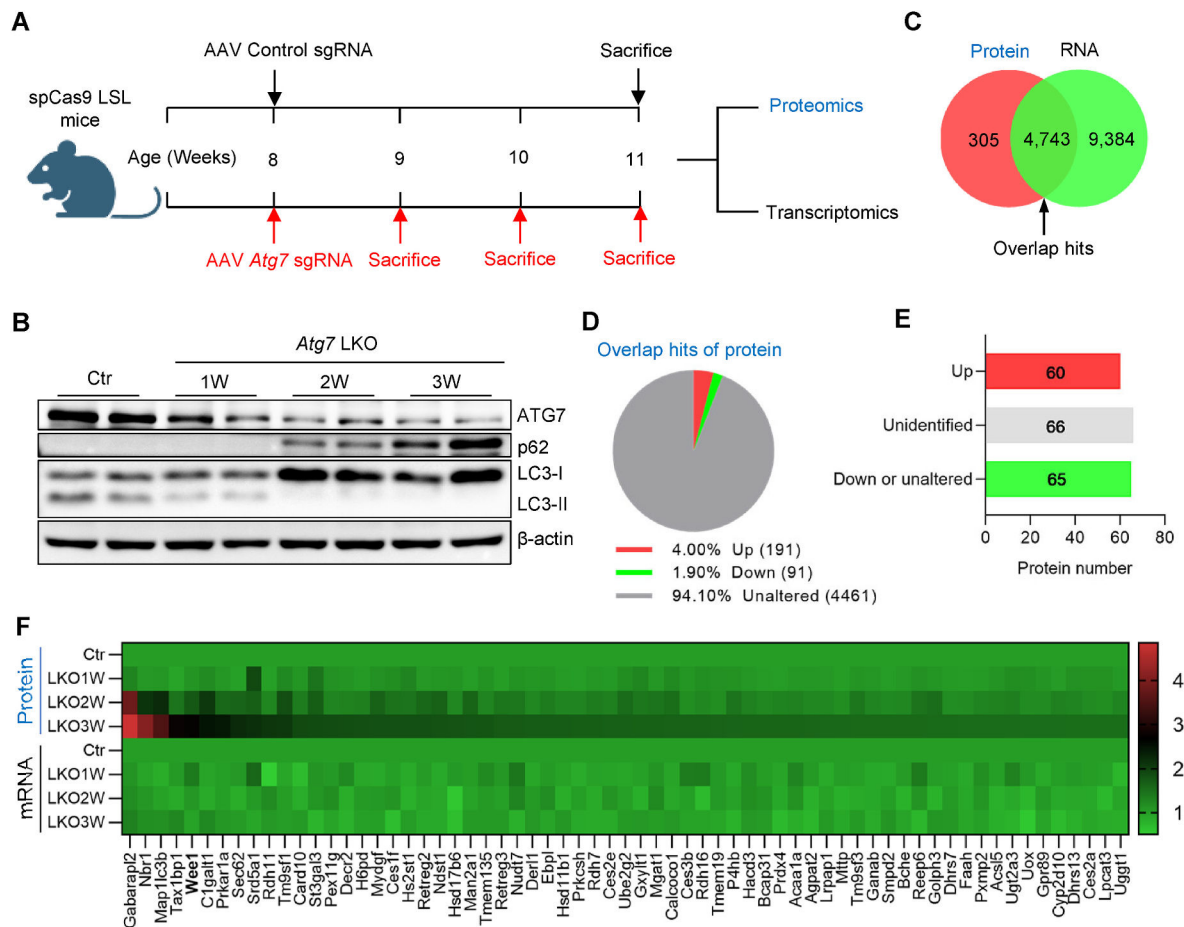 A
AAV Control sgRNA
Sacrifice
spCas9 LSL
mice
Age (Weeks)
8
9
10
11
AAV Atg7 sgRNA
Sacrifice
Sacrifice
Sacrifice
Proteomics
Transcriptomics
C
Protein
RNA
305
4,743
9,384
Overlap hits
B
Atg7 LKO
Ctr
1W
2W
3W
ATG7
p62
LC3-I
LC3-II
β-actin
D
Overlap hits of protein
4.00% Up (191)
1.90% Down (91)
94.10% Unaltered (4461)
E
Up
60
Unidentified
66
Down or unaltered
65
0
20
40
60
80
Protein number
F
Protein
Ctr
LKO1W
LKO2W
LKO3W
mRNA
Ctr
LKO1W
LKO2W
LKO3W
4
3
2
1
Gabarapl2
Nbr1
Map1lc3b
Tax1bp1
Wee1
C1galt1
Prkar1a
Sec62
Srd5a1
Rdh11
Tm9sf1
Card10
St3gal3
Pex11g
Decr2
H6pd
Mydgf
Ces1f
Hs2st1
Retreg2
Ndst1
Hsd17b6
Man2a1
Tmem135
Retreg3
Nudt7
Derl1
Ebpl
Hsd11b1
Prkcsh
Rdh7
Ces2e
Ube2g2
Gxylt1
Mgat1
Calcoco1
Ces3b
Rdh16
Tmem19
P4hb
Hacd3
Bcap31
Prdx4
Acaa1a
Agpat2
Lrpap1
Mttp
Tm9sf3
Ganab
Smpd2
Bche
Reep6
Golph3
Dhrs7
Faah
Pxmp2
Acsl5
Ugt2a3
Uox
Gpr89
Cyp2d10
Dhrs13
Ces2a
Lpcat3
Uggt1